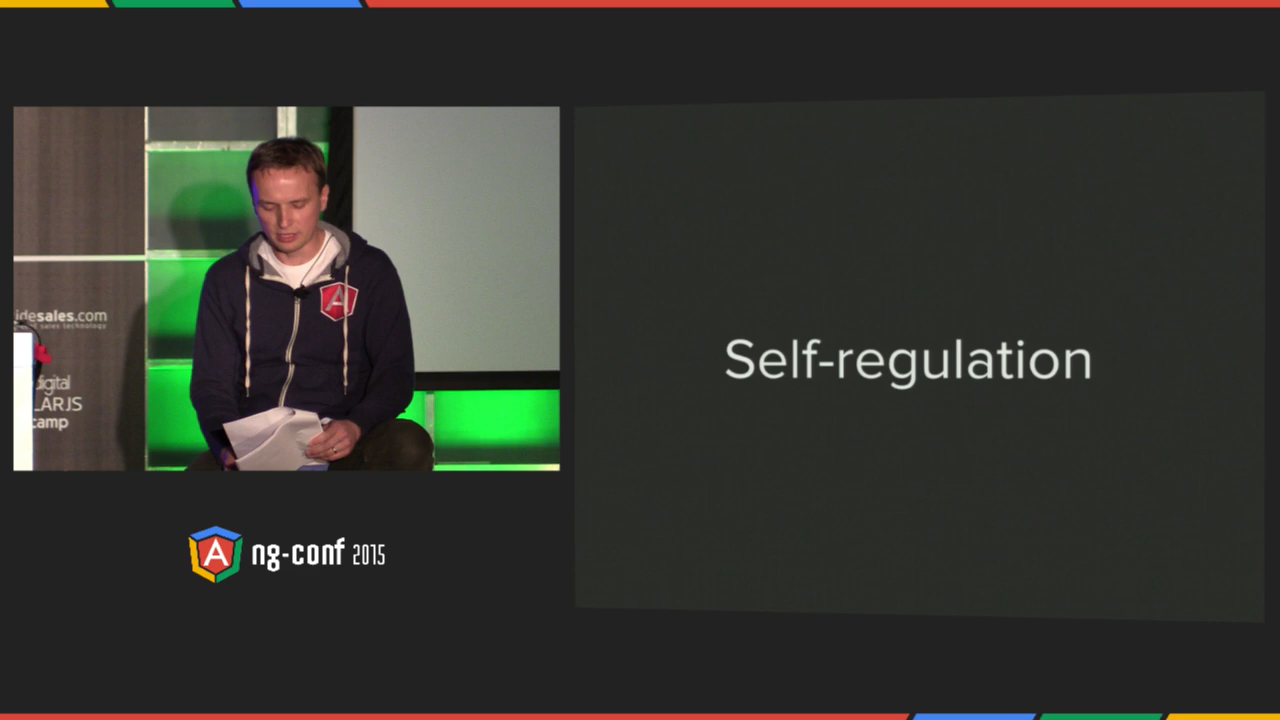 idesales.com
sales technology
digital
LARJS
camp
A
Self-regulation
A ng-conf 2015